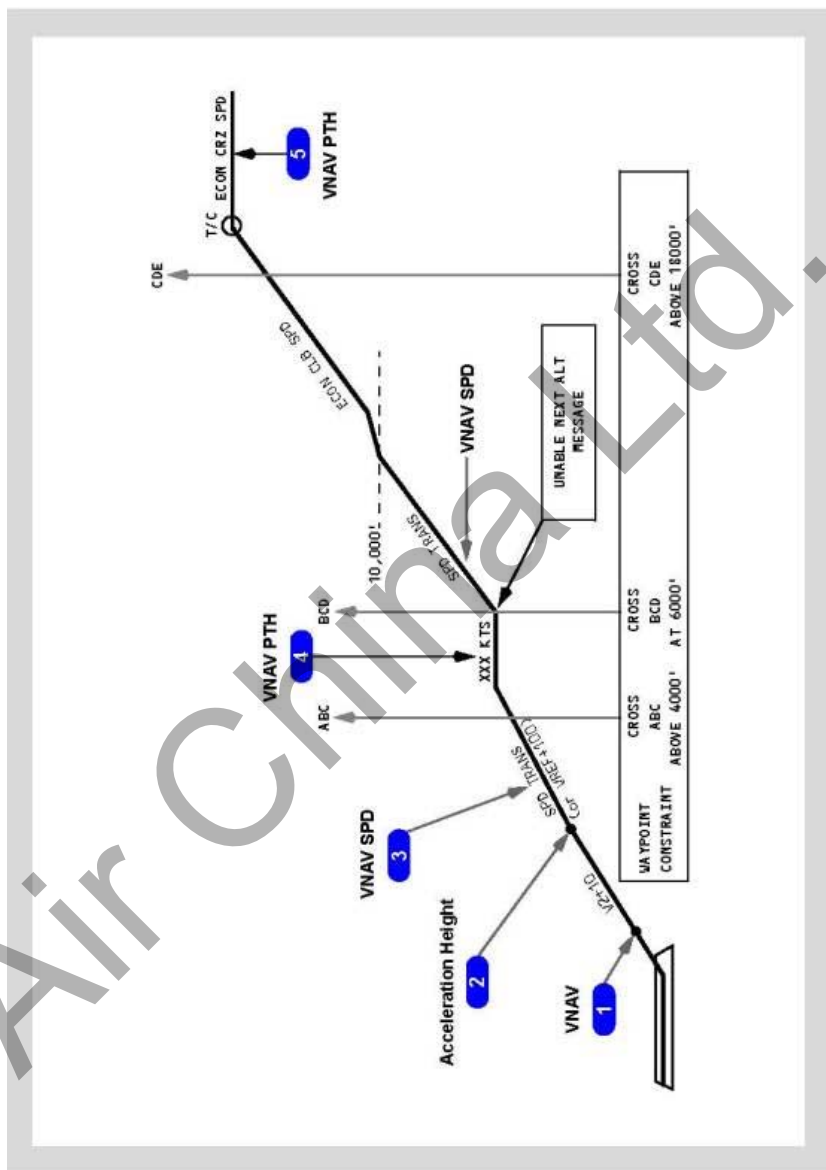 CDE
T/C ECON CRZ SPD
5
VNAV PTH
ECON CLB SPD
10,000'
VNAV SPD
SPD TRANS
UNABLE NEXT ALT
MESSAGE
VNAV PTH
4
BCD
XXX KTS
ABC
VNAV SPD
3
SPD TRANS
(or VREF+100)
Acceleration Height
2
V2+10
VNAV
1
WAYPOINT
CONSTRAINT
CROSS
ABC
ABOVE 4000'
CROSS
BCD
AT 6000'
CROSS
CDE
ABOVE 18000'
Air China Ltd.